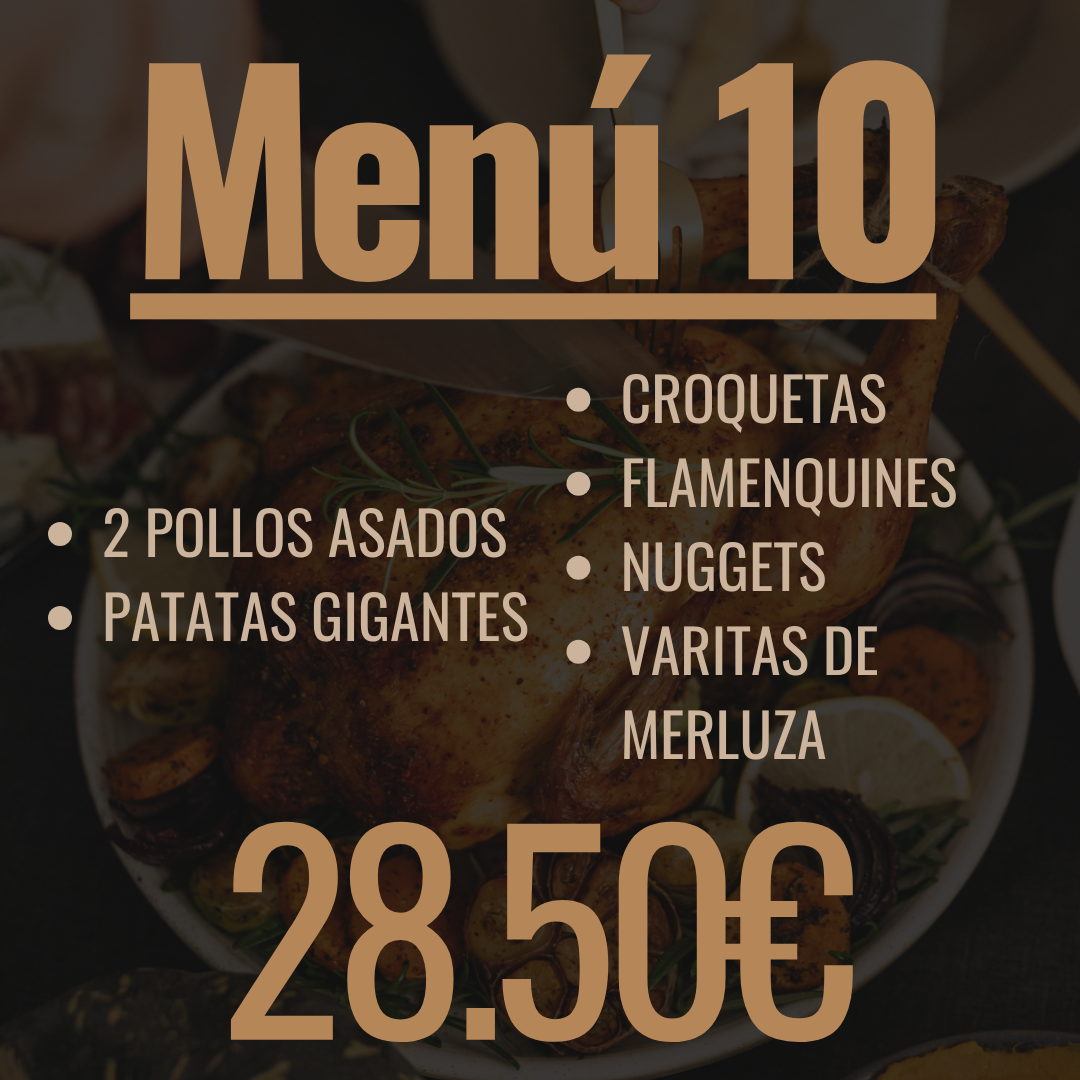 Menú 10
2 POLLOS ASADOS
PATATAS GIGANTES
CROQUETAS
FLAMENQUINES
NUGGETS
VARITAS DE
MERLUZA
28.50€